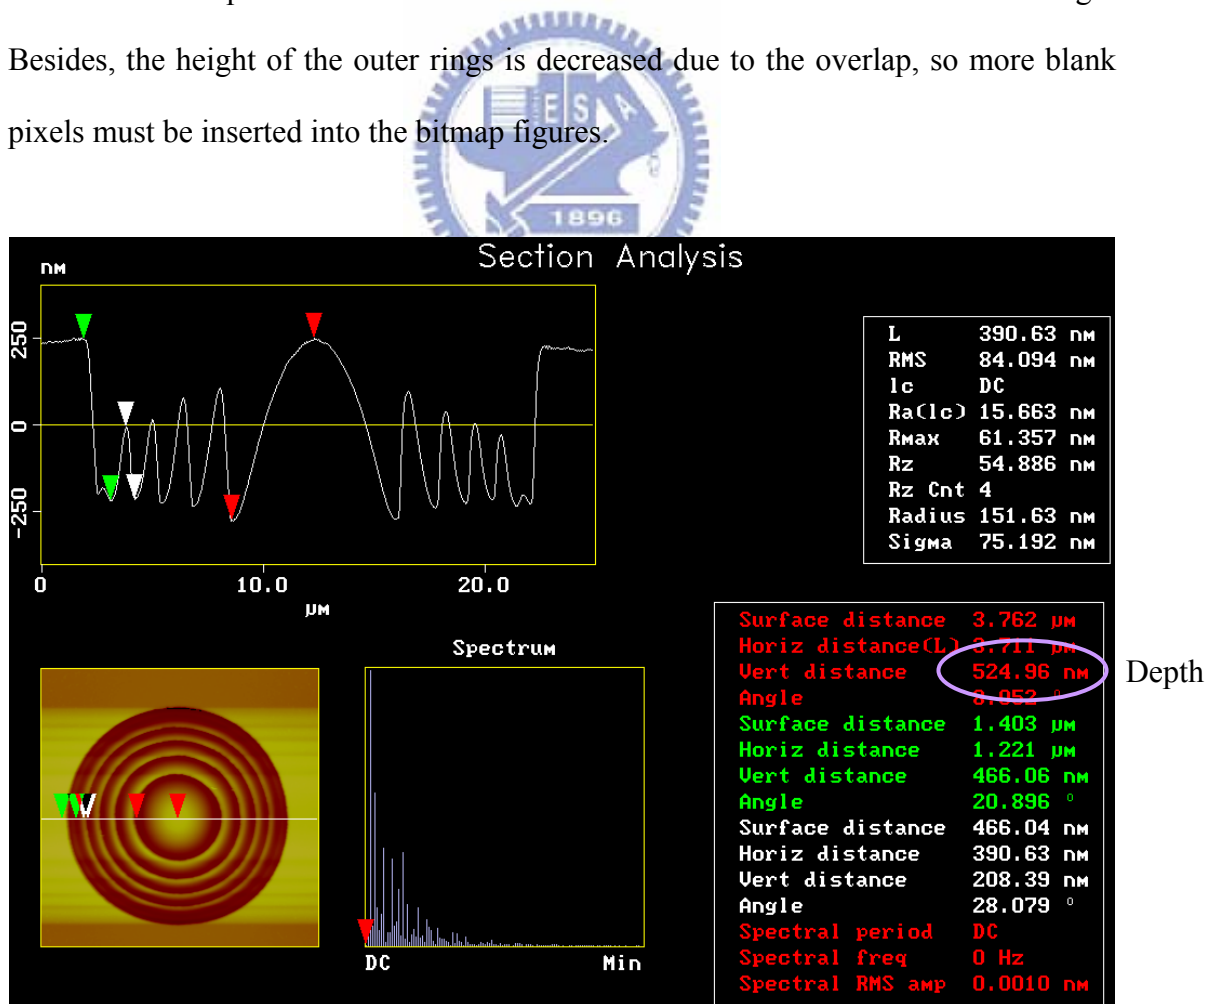 Besides, the height of the outer rings is decreased due to the overlap, so more blank
pixels must be inserted into the bitmap figures.
ESA
1896
Section Analysis
nm
250
0
-250
0 10.0 20.0
µm
L 390.63 nm
RMS 84.094 nm
lc DC
Ra(lc) 15.663 nm
Rmax 61.357 nm
Rz 54.886 nm
Rz Cnt 4
Radius 151.63 nm
Sigma 75.192 nm
Spectrum
DC Min
Surface distance 3.762 µm
Horiz distance(L) 3.711 µm
Vert distance 524.96 nm
Angle 8.052 °
Surface distance 1.403 µm
Horiz distance 1.221 µm
Vert distance 466.06 nm
Angle 20.896 °
Surface distance 466.04 nm
Horiz distance 390.63 nm
Vert distance 208.39 nm
Angle 28.079 °
Spectral period DC
Spectral freq 0 Hz
Spectral RMS amp 0.0010 nm
Depth